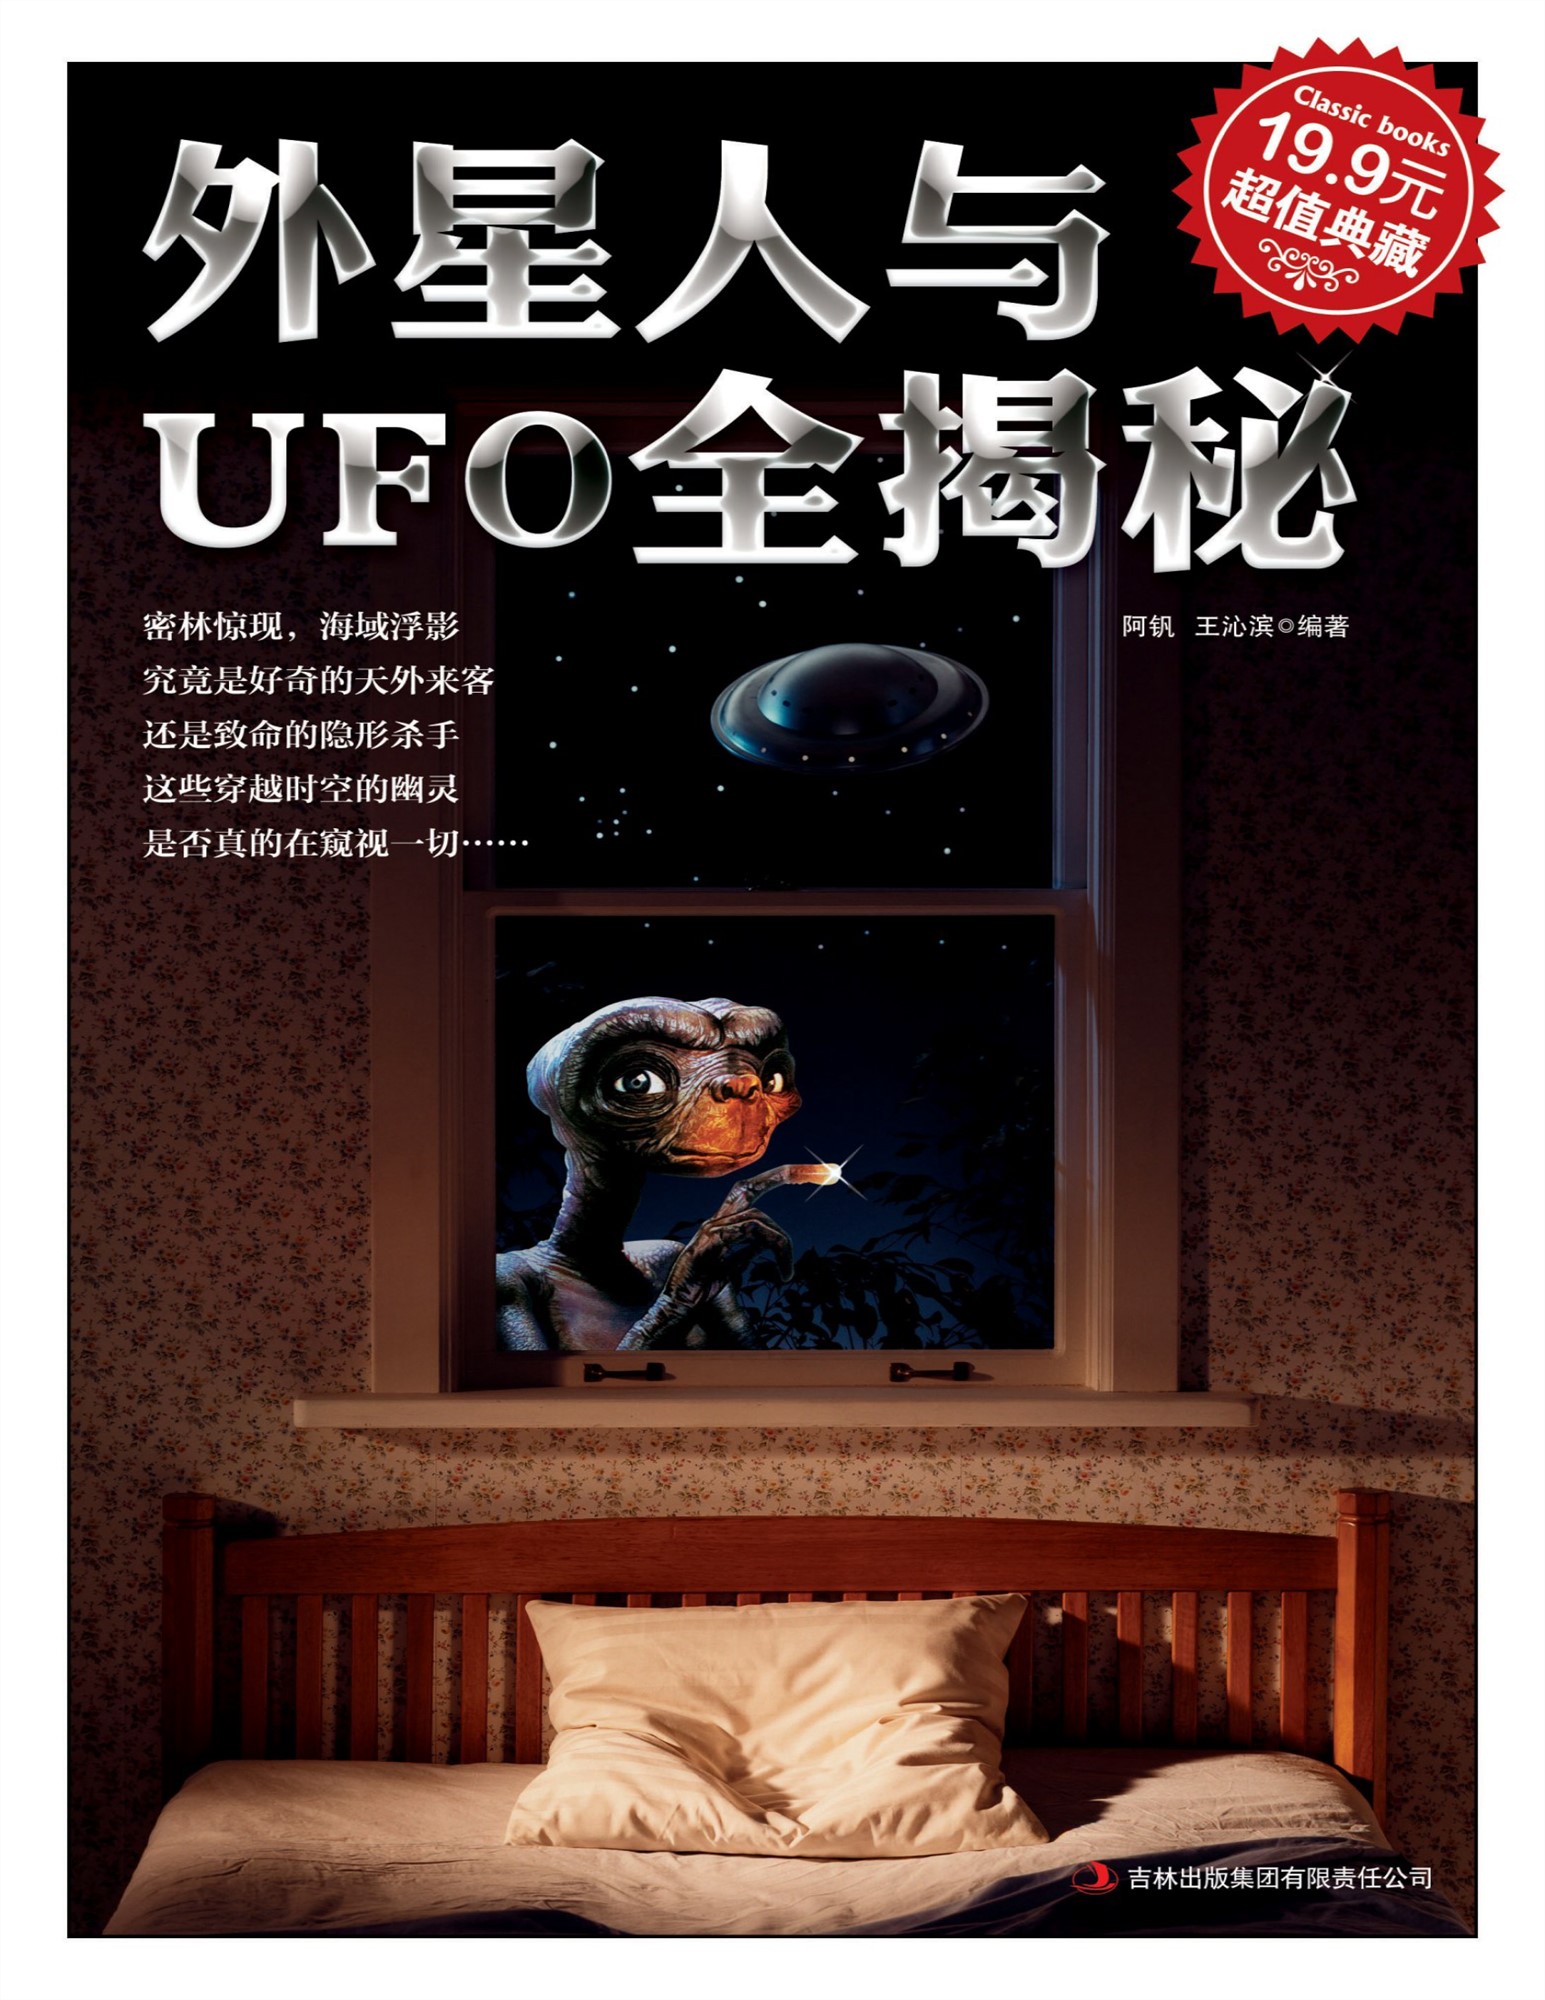 Classic books
19.9元
超值典藏
外星人与
UFO全揭秘
密林惊现，海域浮影
究竟是好奇的天外来客
还是致命的隐形杀手
这些穿越时空的幽灵
是否真的在窥视一切……
阿钒 王沁滨◎编著
吉林出版集团有限责任公司